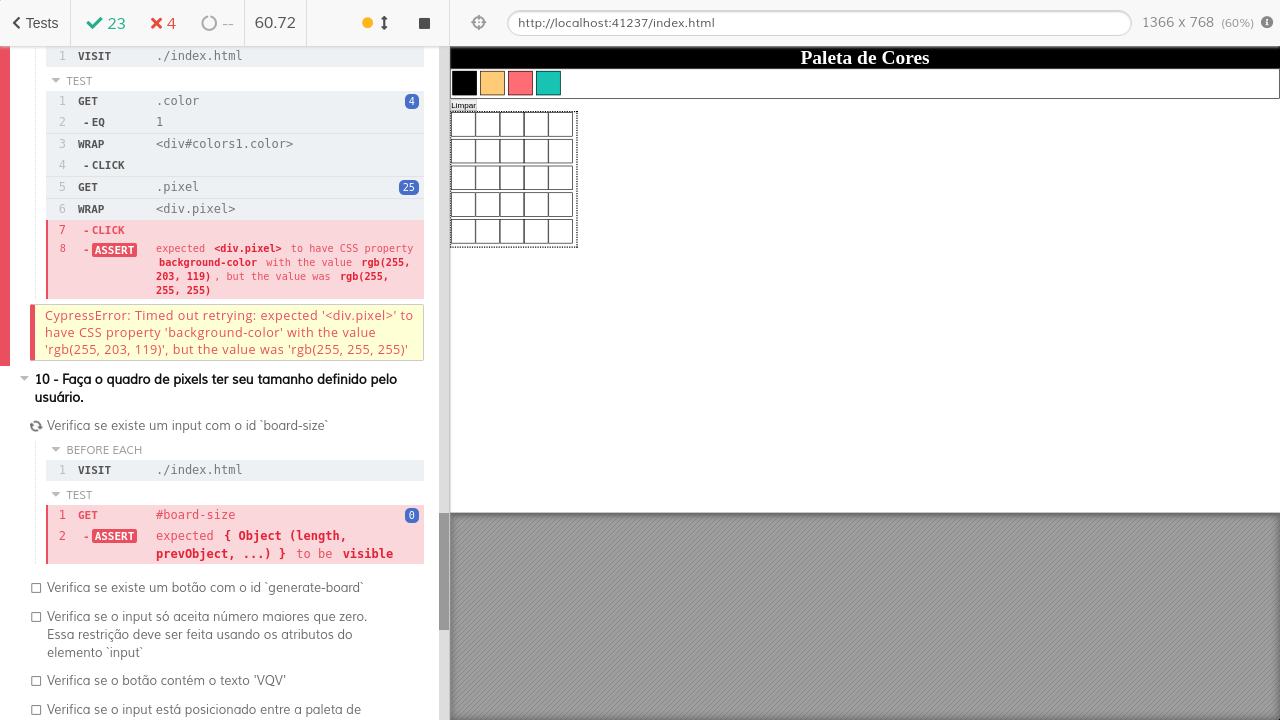 Tests
23
4
--
60.72
http://localhost:41237/index.html
1366 x 768 (60%)
1 VISIT ./index.html
TEST
1 GET .color 4
2 - EQ 1
3 WRAP <div#colors1.color>
4 - CLICK
5 GET .pixel 25
6 WRAP <div.pixel>
7 - CLICK
8 - ASSERT expected <div.pixel> to have CSS property
background-color with the value rgb(255,
203, 119) , but the value was rgb(255,
255, 255)
CypressError: Timed out retrying: expected '<div.pixel>' to
have CSS property 'background-color' with the value
'rgb(255, 203, 119)', but the value was 'rgb(255, 255, 255)'
10 - Faça o quadro de pixels ter seu tamanho definido pelo
usuário.
Verifica se existe um input com o id `board-size`
BEFORE EACH
1 VISIT ./index.html
TEST
1 GET #board-size 0
2 - ASSERT expected { Object (length,
prevObject, ...) } to be visible
Verifica se existe um botão com o id `generate-board`
Verifica se o input só aceita número maiores que zero.
Essa restrição deve ser feita usando os atributos do
elemento `input`
Verifica se o botão contém o texto 'VQV'
Verifica se o input está posicionado entre a paleta de
Paleta de Cores
Limpar